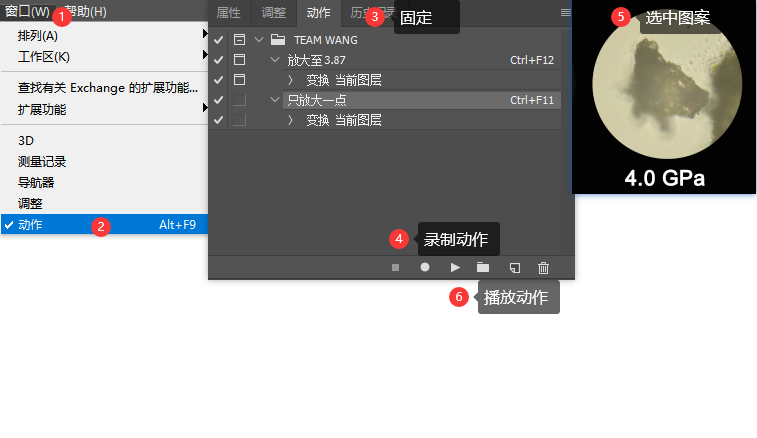 窗口(W) 帮助(H)
1
排列(A)
工作区(K)
查找有关 Exchange 的扩展功能...
扩展功能
3D
测量记录
导航器
调整
动作 Alt+F9
2
属性 调整 动作
3 固定
TEAM WANG
放大至 3.87 Ctrl+F12
变换 当前图层
只放大一点 Ctrl+F11
变换 当前图层
4 录制动作
6 播放动作
5 选中图案
4.0 GPa